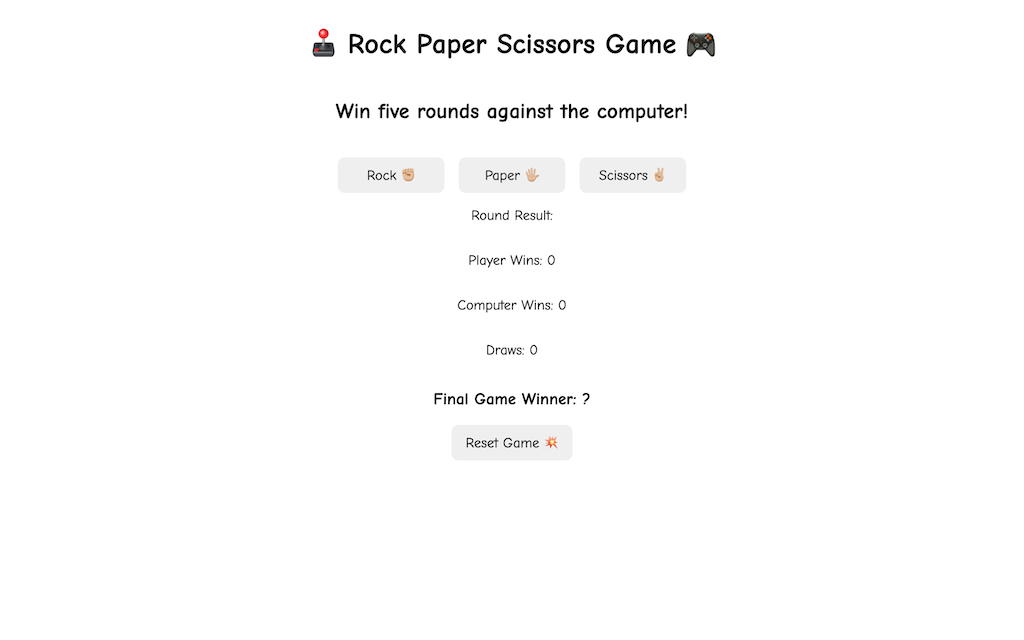 🕹️ Rock Paper Scissors Game 🎮
Win five rounds against the computer!
Rock ✊🏼 Paper 🖐🏼 Scissors ✌🏼
Round Result:
Player Wins: 0
Computer Wins: 0
Draws: 0
Final Game Winner: ?
Reset Game 💥